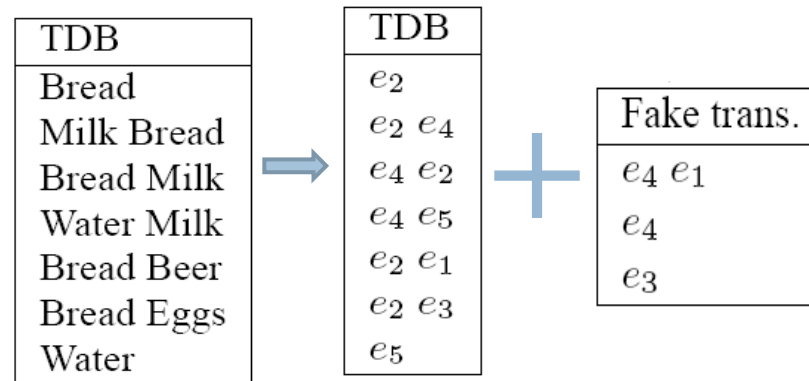 TDB
Bread
Milk Bread
Bread Milk
Water Milk
Bread Beer
Bread Eggs
Water
TDB
e₂
e₂ e₄
e₄ e₂
e₄ e₅
e₂ e₁
e₂ e₃
e₅
Fake trans.
e₄ e₁
e₄
e₃